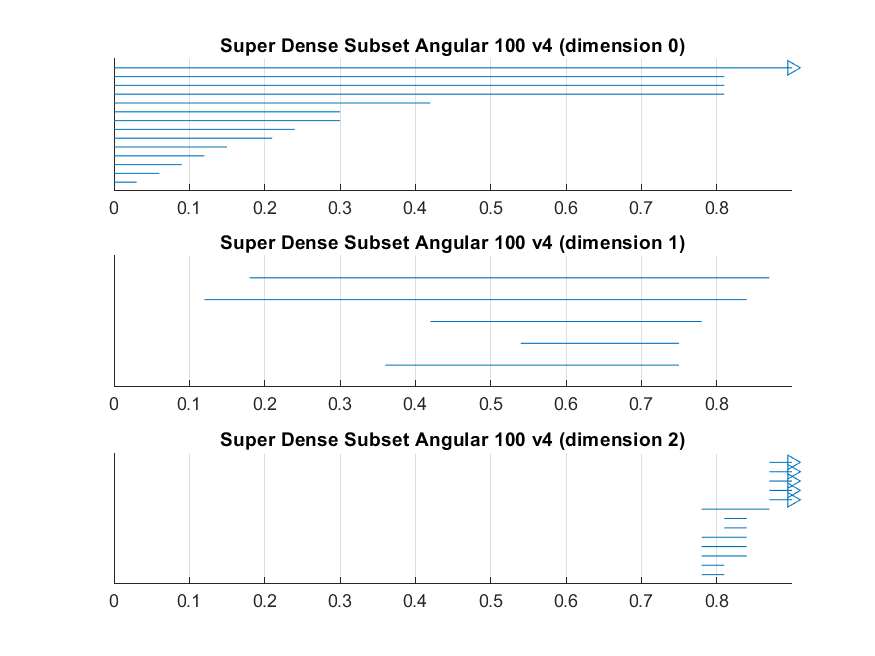 Super Dense Subset Angular 100 v4 (dimension 0)
0 0.1 0.2 0.3 0.4 0.5 0.6 0.7 0.8
Super Dense Subset Angular 100 v4 (dimension 1)
0 0.1 0.2 0.3 0.4 0.5 0.6 0.7 0.8
Super Dense Subset Angular 100 v4 (dimension 2)
0 0.1 0.2 0.3 0.4 0.5 0.6 0.7 0.8